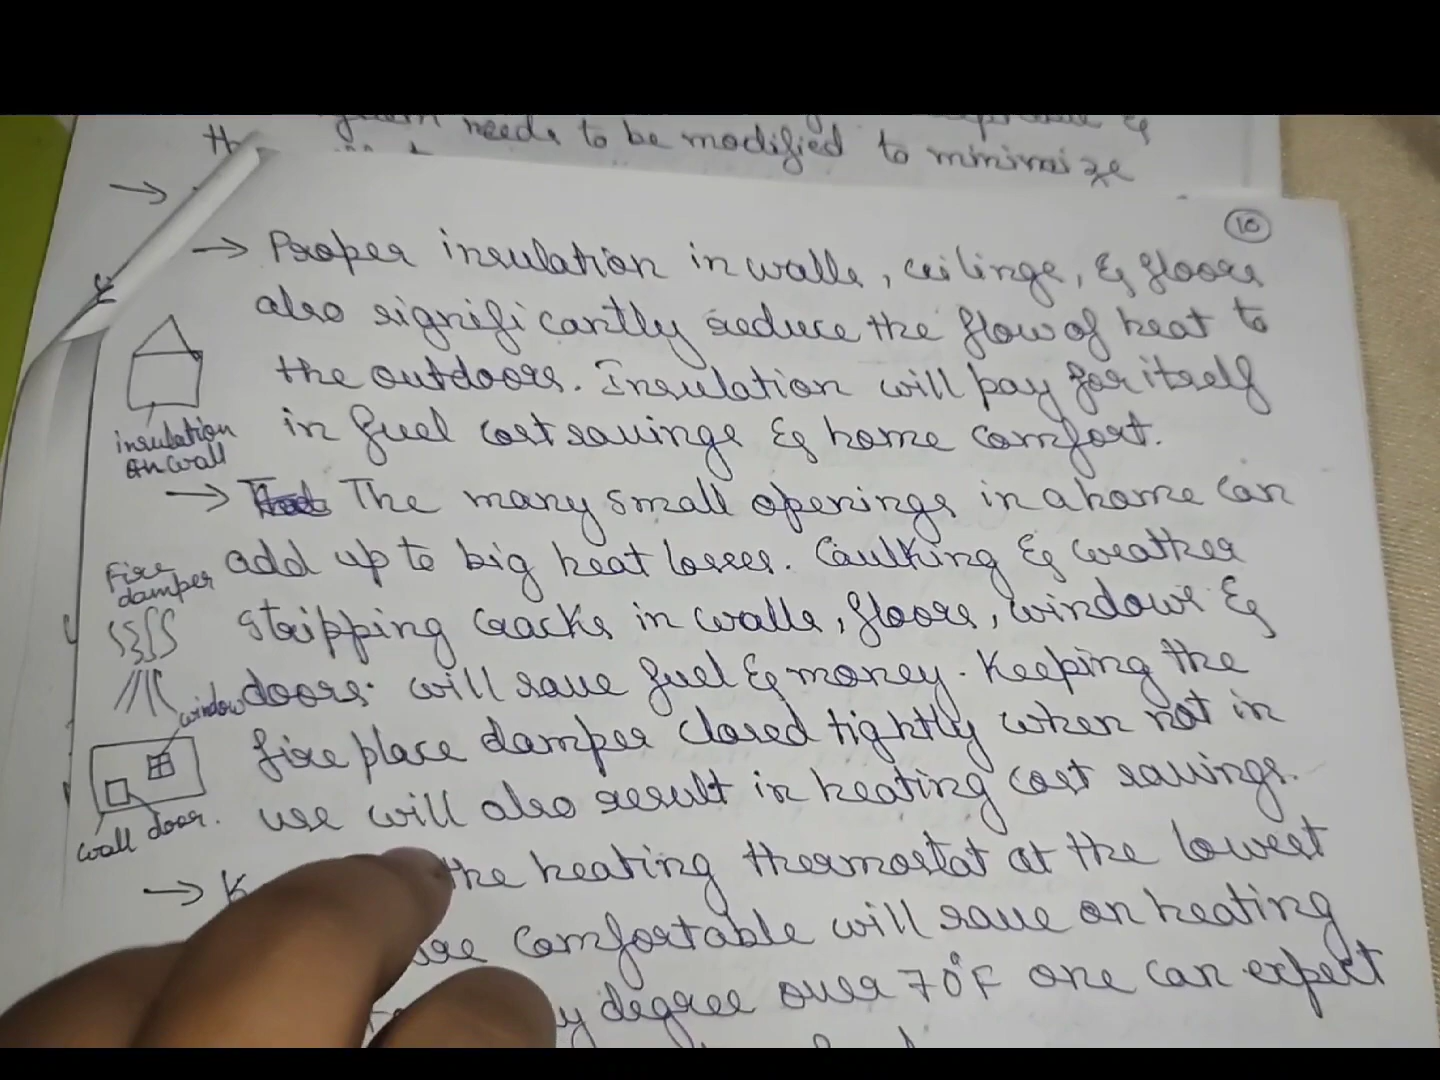 needs to be modified to minimize
10
→ Proper insulation in walls, ceilings, & floors
also significantly reduce the flow of heat to
the outdoors. Insulation will pay for itself
in fuel cost savings & home comfort.
insulation
on wall
→ The many small openings in a home can
add up to big heat losses. Caulking & weather
stripping cracks in walls, floors, windows &
doors. will save fuel & money. Keeping the
fire place damper closed tightly when not in
use will also result in heating cost savings.
Fire
damper
window
wall door.
→ the heating thermostat at the lowest
comfortable will save on heating
degree over 70°F one can expect